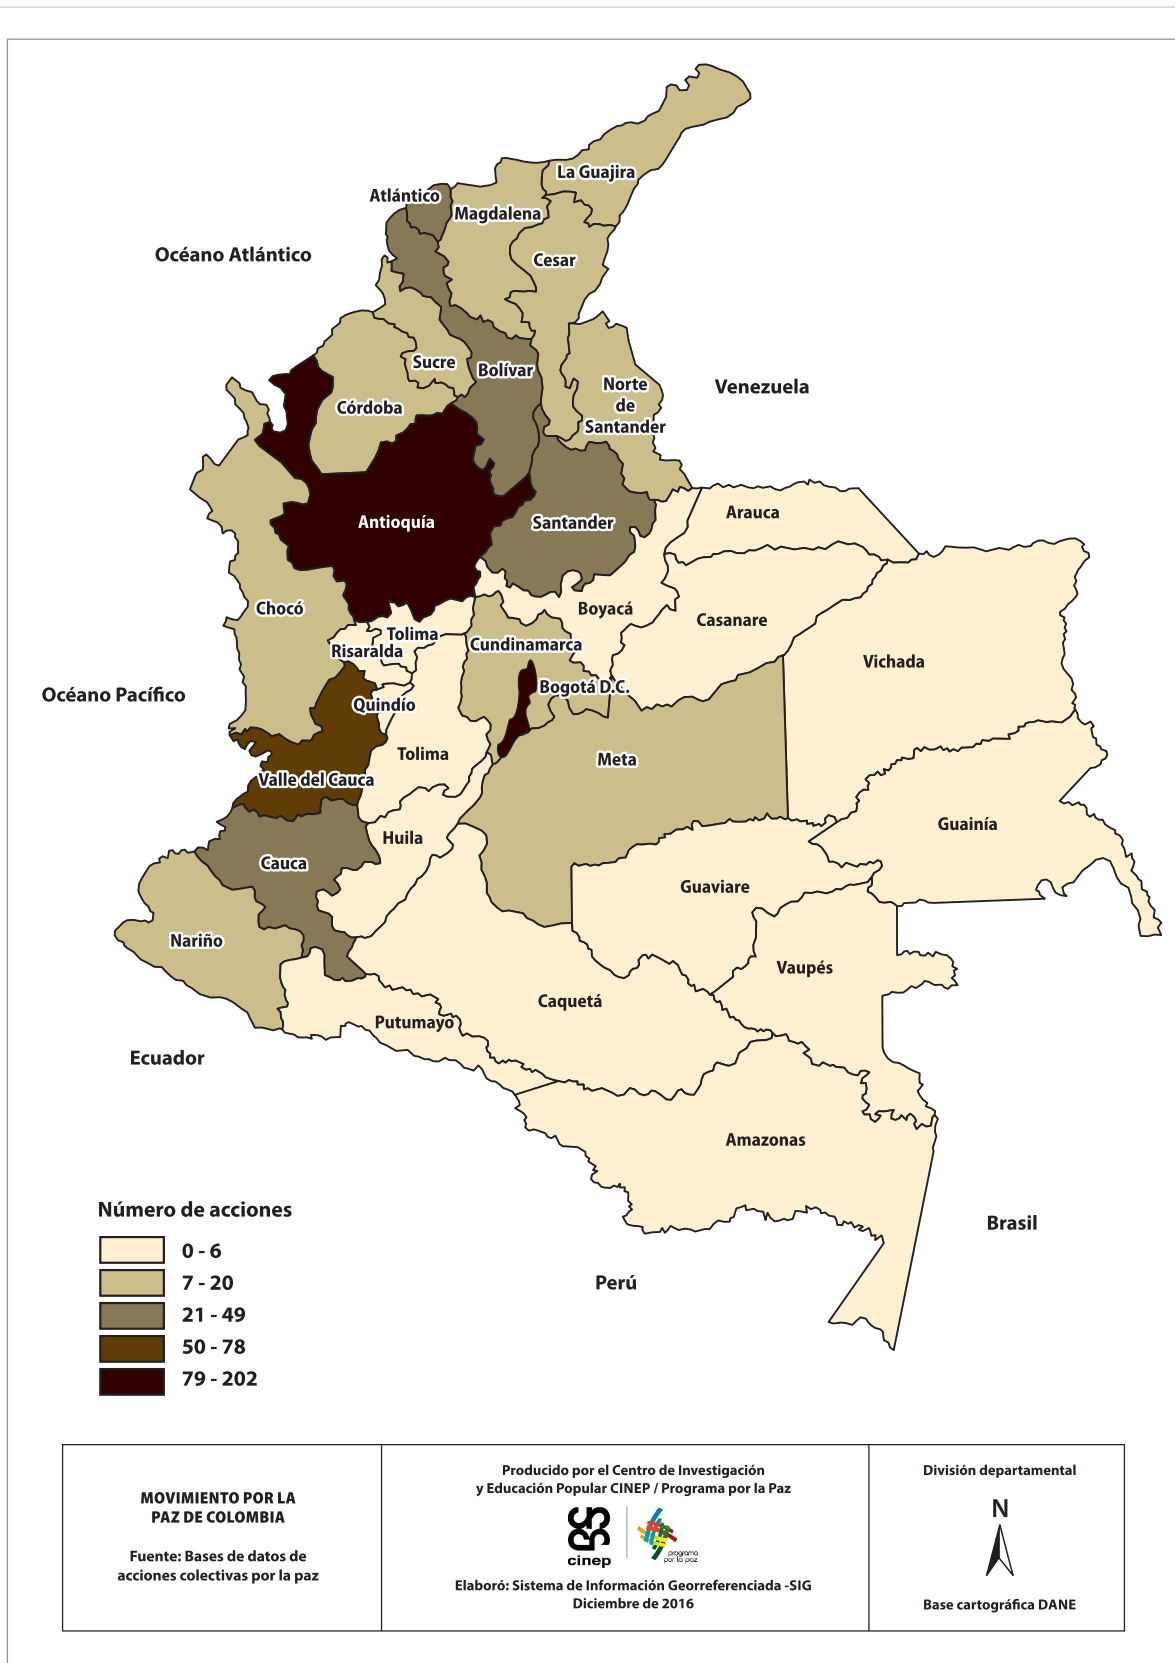 La Guajira
Atlántico
Magdalena
Océano Atlántico
Cesar
Sucre
Bolívar
Venezuela
Norte
de
Santander
Córdoba
Antioquía
Santander
Arauca
Chocó
Boyacá
Casanare
Tolima
Risaralda
Cundinamarca
Vichada
Océano Pacífico
Bogotá D.C.
Quindío
Tolima
Meta
Valle del Cauca
Guainía
Huila
Cauca
Guaviare
Nariño
Vaupés
Caquetá
Putumayo
Ecuador
Amazonas
Brasil
Perú
Número de acciones
0 - 6
7 - 20
21 - 49
50 - 78
79 - 202
MOVIMIENTO POR LA
PAZ DE COLOMBIA
Fuente: Bases de datos de
acciones colectivas por la paz
Producido por el Centro de Investigación
y Educación Popular CINEP / Programa por la Paz
cinep
programa
por la paz
Elaboró: Sistema de Información Georreferenciada -SIG
Diciembre de 2016
División departamental
N
Base cartográfica DANE